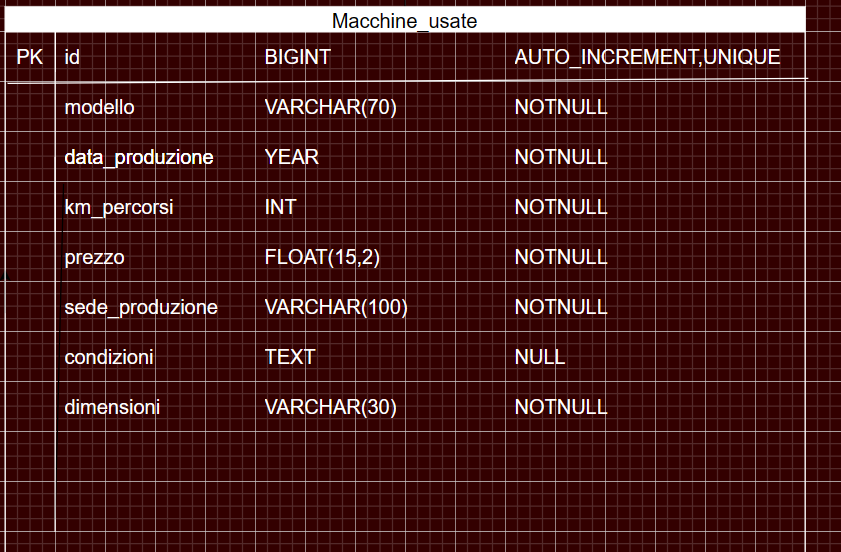 Macchine_usate
PK id BIGINT AUTO_INCREMENT,UNIQUE
modello VARCHAR(70) NOTNULL
data_produzione YEAR NOTNULL
km_percorsi INT NOTNULL
prezzo FLOAT(15,2) NOTNULL
sede_produzione VARCHAR(100) NOTNULL
condizioni TEXT NULL
dimensioni VARCHAR(30) NOTNULL